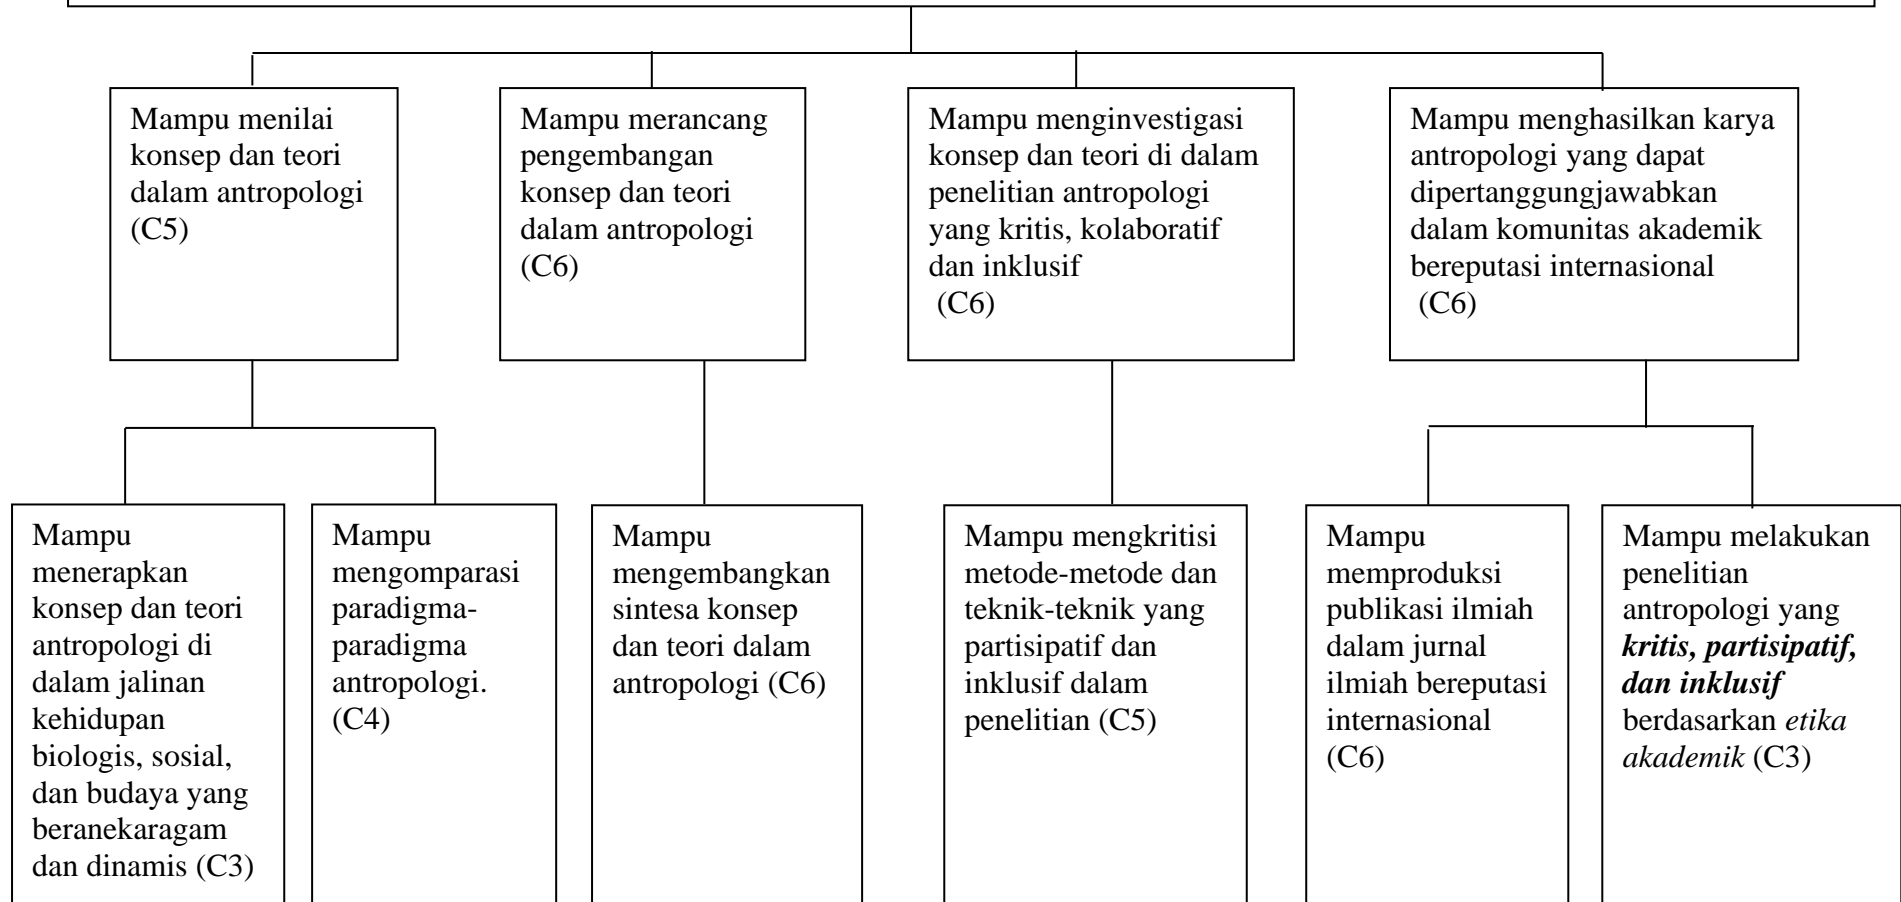 Mampu menilai
konsep dan teori
dalam antropologi
(C5)
Mampu merancang
pengembangan
konsep dan teori
dalam antropologi
(C6)
Mampu menginvestigasi
konsep dan teori di dalam
penelitian antropologi
yang kritis, kolaboratif
dan inklusif
(C6)
Mampu menghasilkan karya
antropologi yang dapat
dipertanggungjawabkan
dalam komunitas akademik
bereputasi internasional
(C6)
Mampu
menerapkan
konsep dan teori
antropologi di
dalam jalinan
kehidupan
biologis, sosial,
dan budaya yang
beranekaragam
dan dinamis (C3)
Mampu
mengomparasi
paradigma-
paradigma
antropologi.
(C4)
Mampu
mengembangkan
sintesa konsep
dan teori dalam
antropologi (C6)
Mampu mengkritisi
metode-metode dan
teknik-teknik yang
partisipatif dan
inklusif dalam
penelitian (C5)
Mampu
memproduksi
publikasi ilmiah
dalam jurnal
ilmiah bereputasi
internasional
(C6)
Mampu melakukan
penelitian
antropologi yang
kritis, partisipatif,
dan inklusif
berdasarkan etika
akademik (C3)